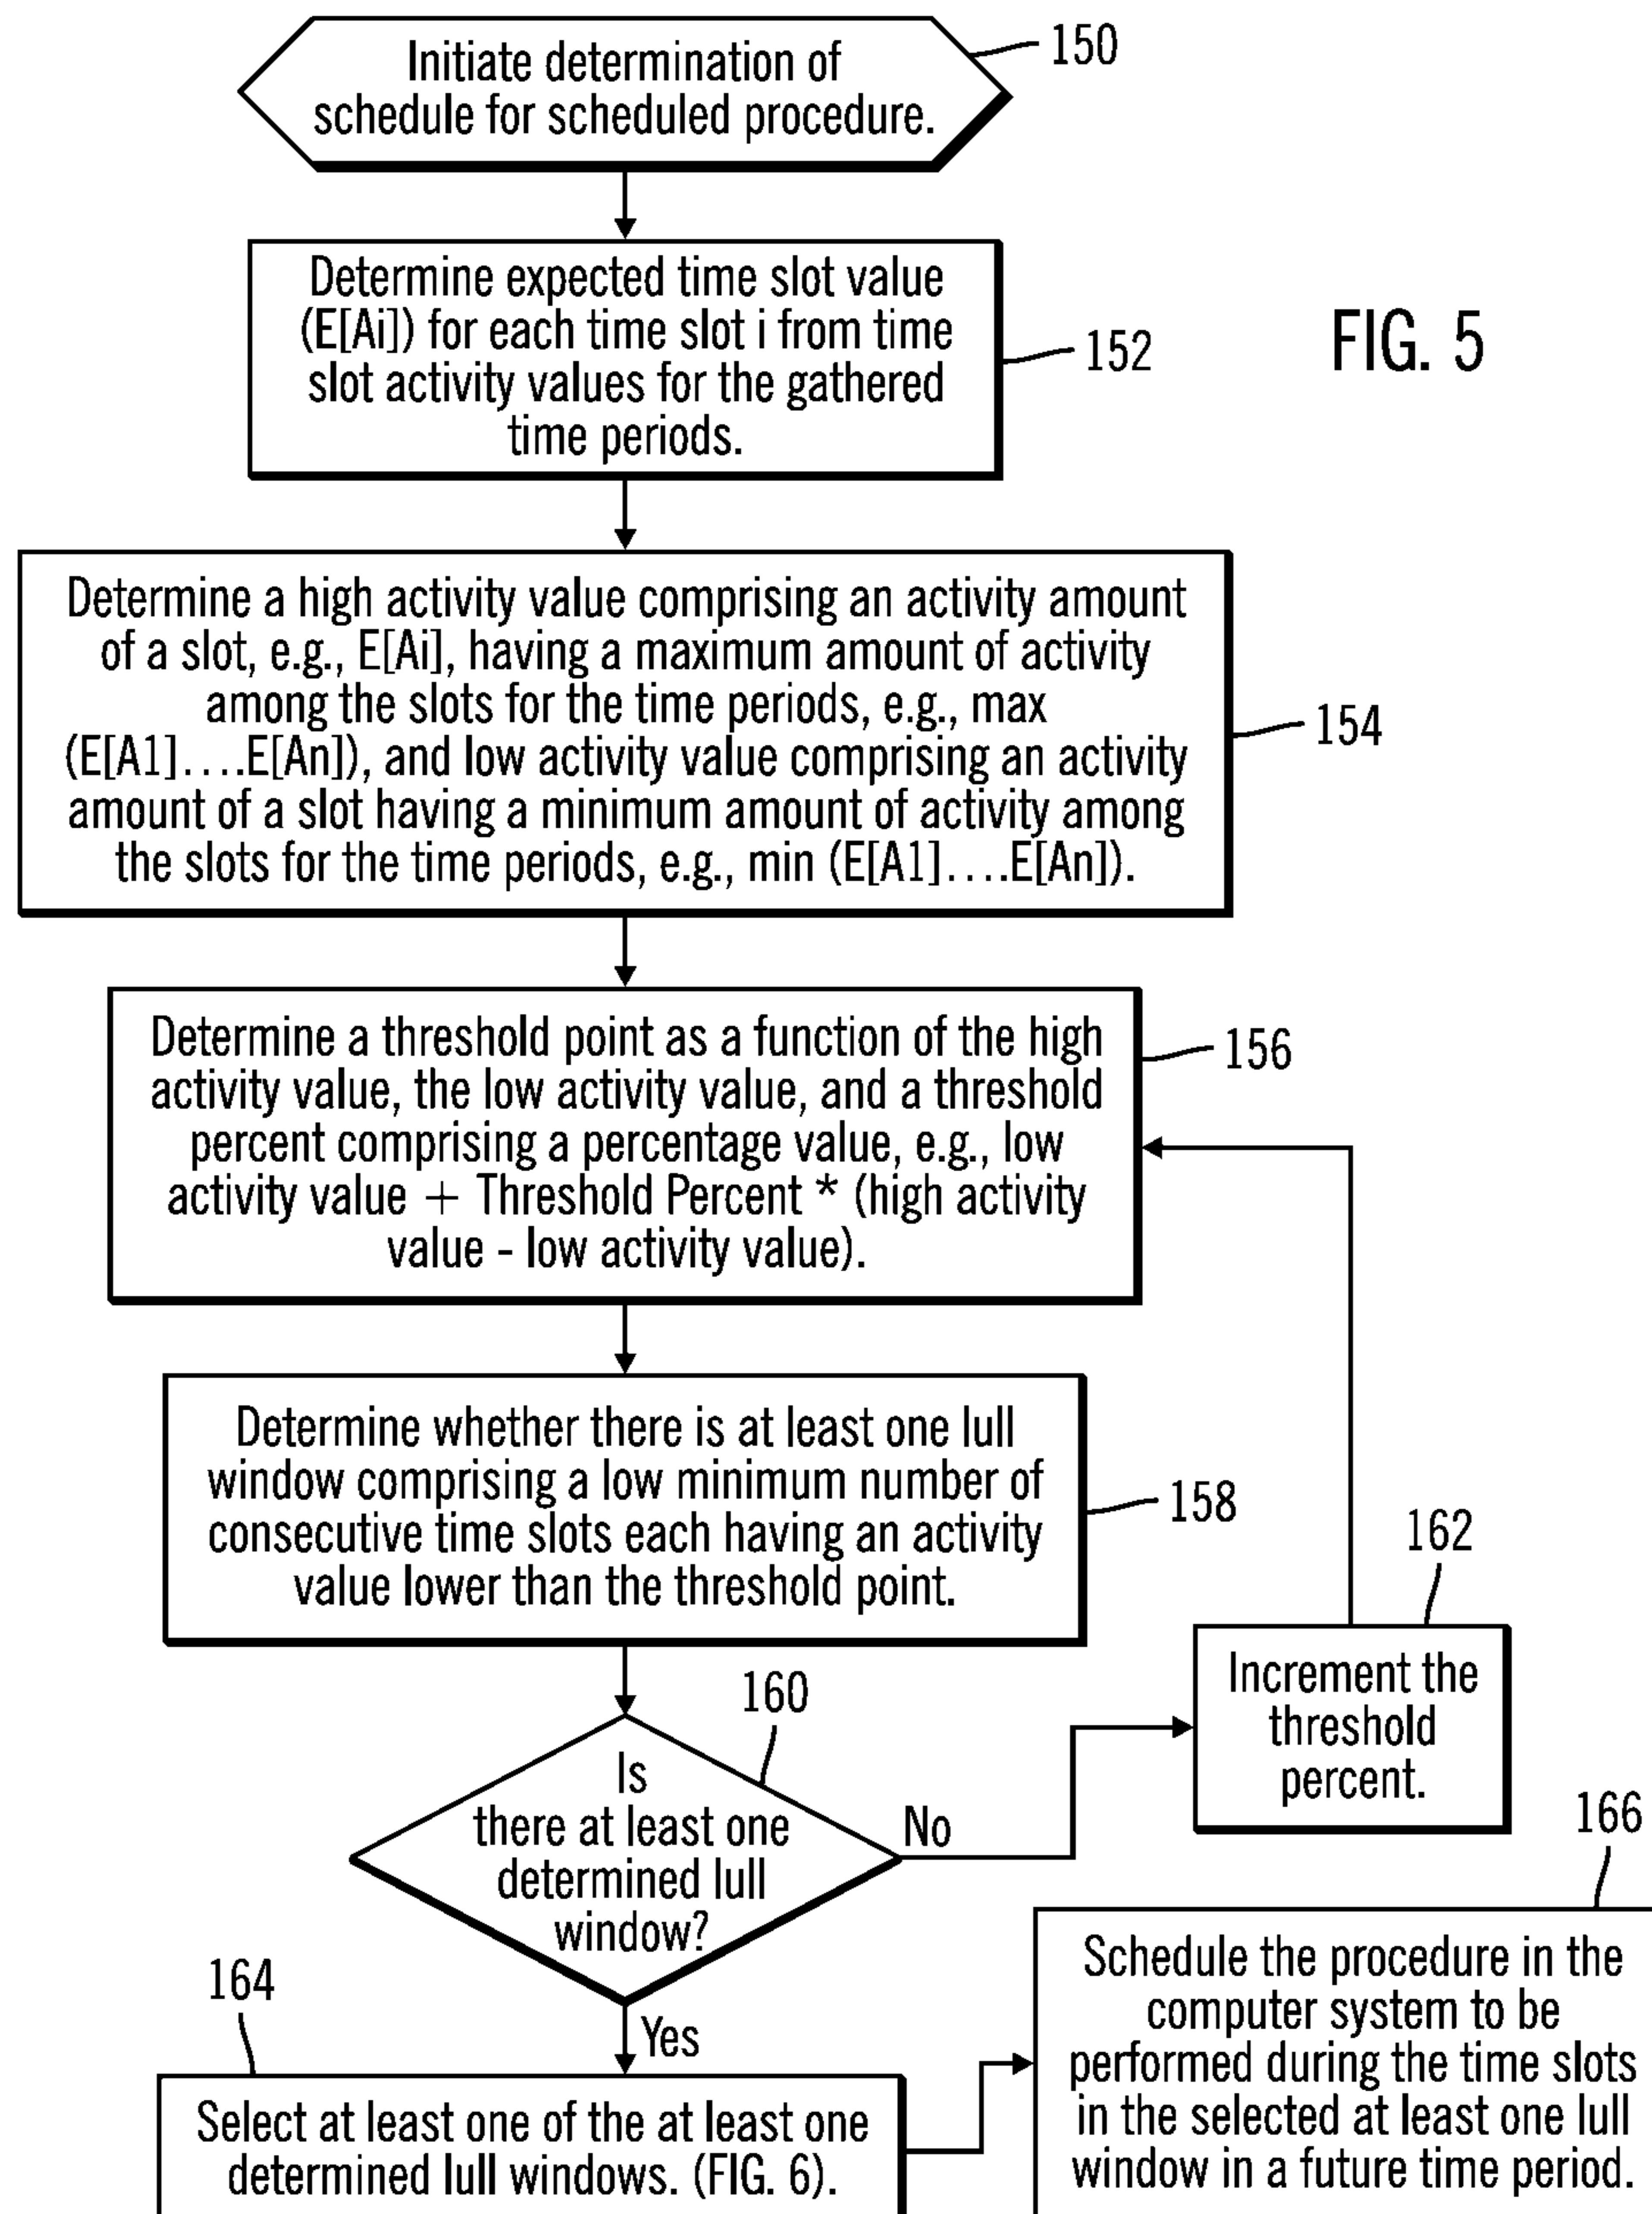 Initiate determination of
schedule for scheduled procedure.
150
Determine expected time slot value
(E[Ai]) for each time slot i from time
slot activity values for the gathered
time periods.
152
FIG. 5
Determine a high activity value comprising an activity amount
of a slot, e.g., E[Ai], having a maximum amount of activity
among the slots for the time periods, e.g., max
(E[A1]....E[An]), and low activity value comprising an activity
amount of a slot having a minimum amount of activity among
the slots for the time periods, e.g., min (E[A1]....E[An]).
154
Determine a threshold point as a function of the high
activity value, the low activity value, and a threshold
percent comprising a percentage value, e.g., low
activity value + Threshold Percent * (high activity
value - low activity value).
156
Determine whether there is at least one lull
window comprising a low minimum number of
consecutive time slots each having an activity
value lower than the threshold point.
158
160
Is
there at least one
determined lull
window?
No
Yes
162
Increment the
threshold
percent.
164
Select at least one of the at least one
determined lull windows. (FIG. 6).
166
Schedule the procedure in the
computer system to be
performed during the time slots
in the selected at least one lull
window in a future time period.